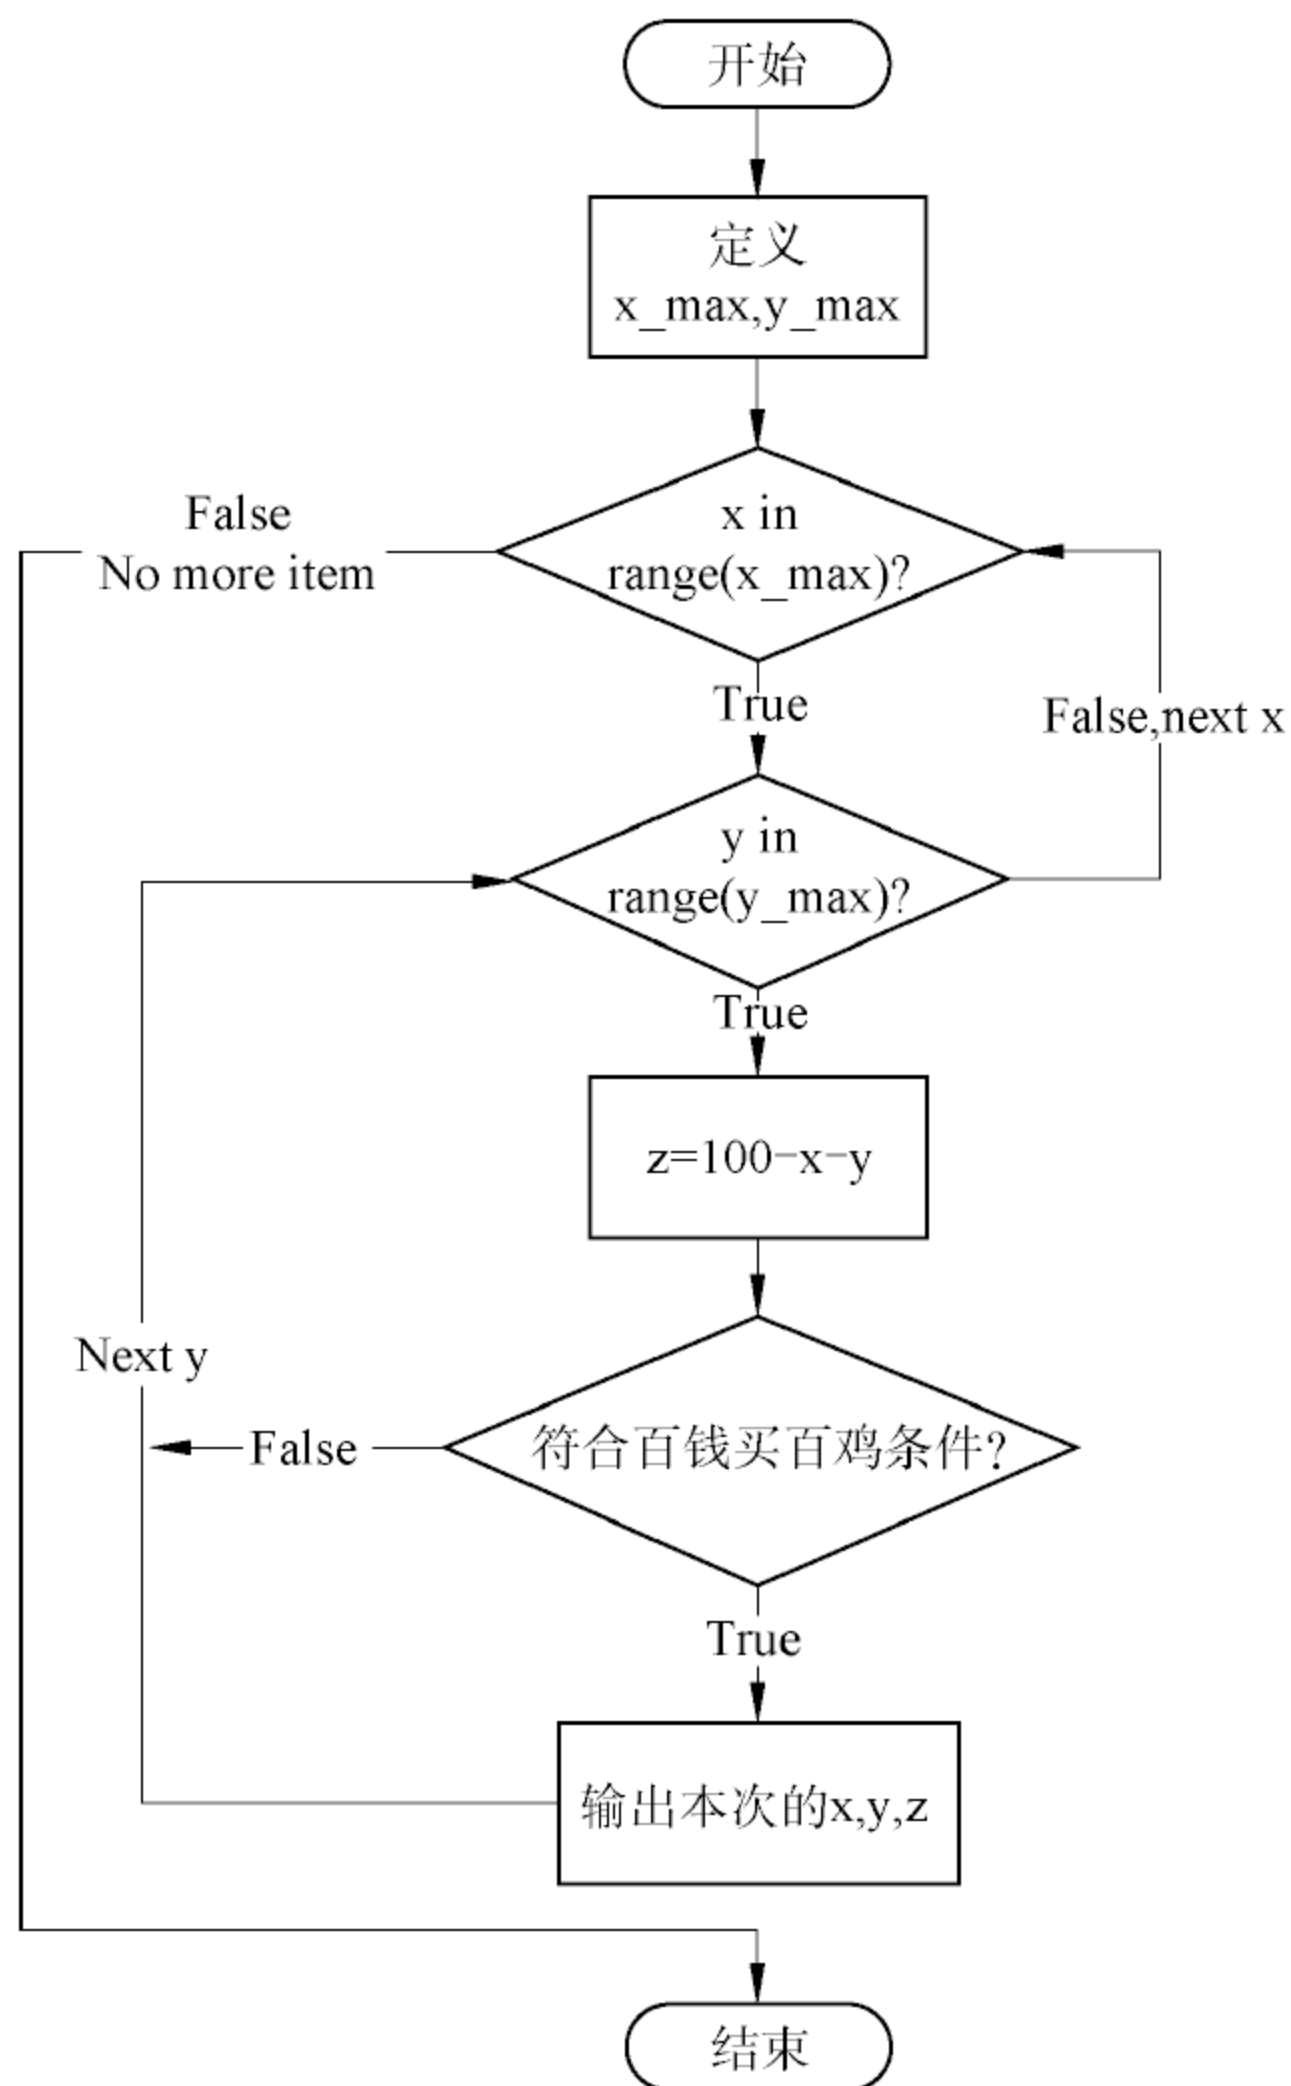 开始
定义
x_max,y_max
x in
range(x_max)?
False
No more item
True
False,next x
y in
range(y_max)?
True
z=100-x-y
Next y
符合百钱买百鸡条件?
False
True
输出本次的x,y,z
结束